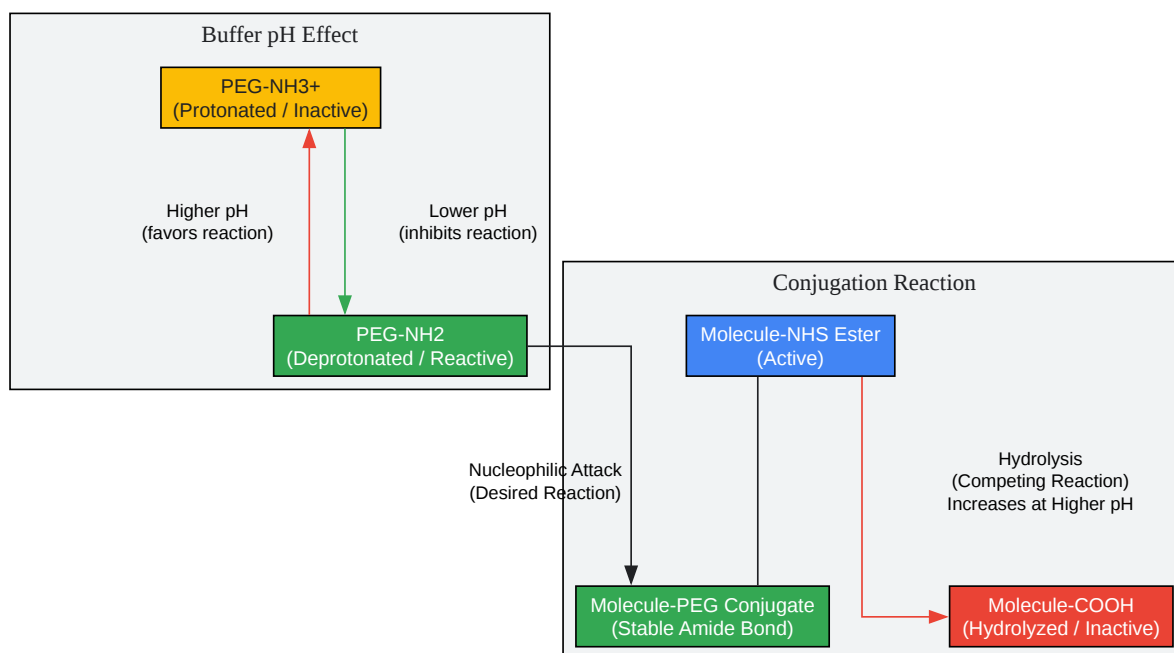 Buffer pH Effect
PEG-NH3+
(Protonated / Inactive)
Higher pH
(favors reaction)
Lower pH
(inhibits reaction)
PEG-NH2
(Deprotonated / Reactive)
Conjugation Reaction
Molecule-NHS Ester
(Active)
Nucleophilic Attack
(Desired Reaction)
Hydrolysis
(Competing Reaction)
Increases at Higher pH
Molecule-PEG Conjugate
(Stable Amide Bond)
Molecule-COOH
(Hydrolyzed / Inactive)